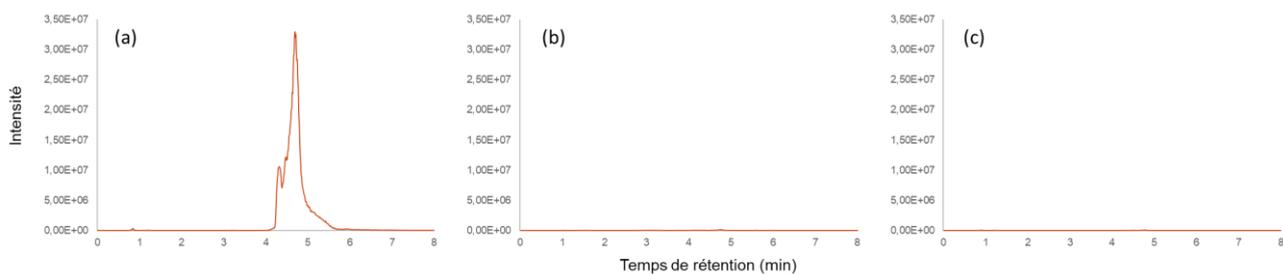 (a)
3,50E+07
3,00E+07
2,50E+07
2,00E+07
1,50E+07
1,00E+07
5,00E+06
0,00E+00
0 1 2 3 4 5 6 7 8
Intensité
(b)
3,50E+07
3,00E+07
2,50E+07
2,00E+07
1,50E+07
1,00E+07
5,00E+06
0,00E+00
0 1 2 3 4 5 6 7 8
(c)
3,50E+07
3,00E+07
2,50E+07
2,00E+07
1,50E+07
1,00E+07
5,00E+06
0,00E+00
0 1 2 3 4 5 6 7 8
Temps de rétention (min)